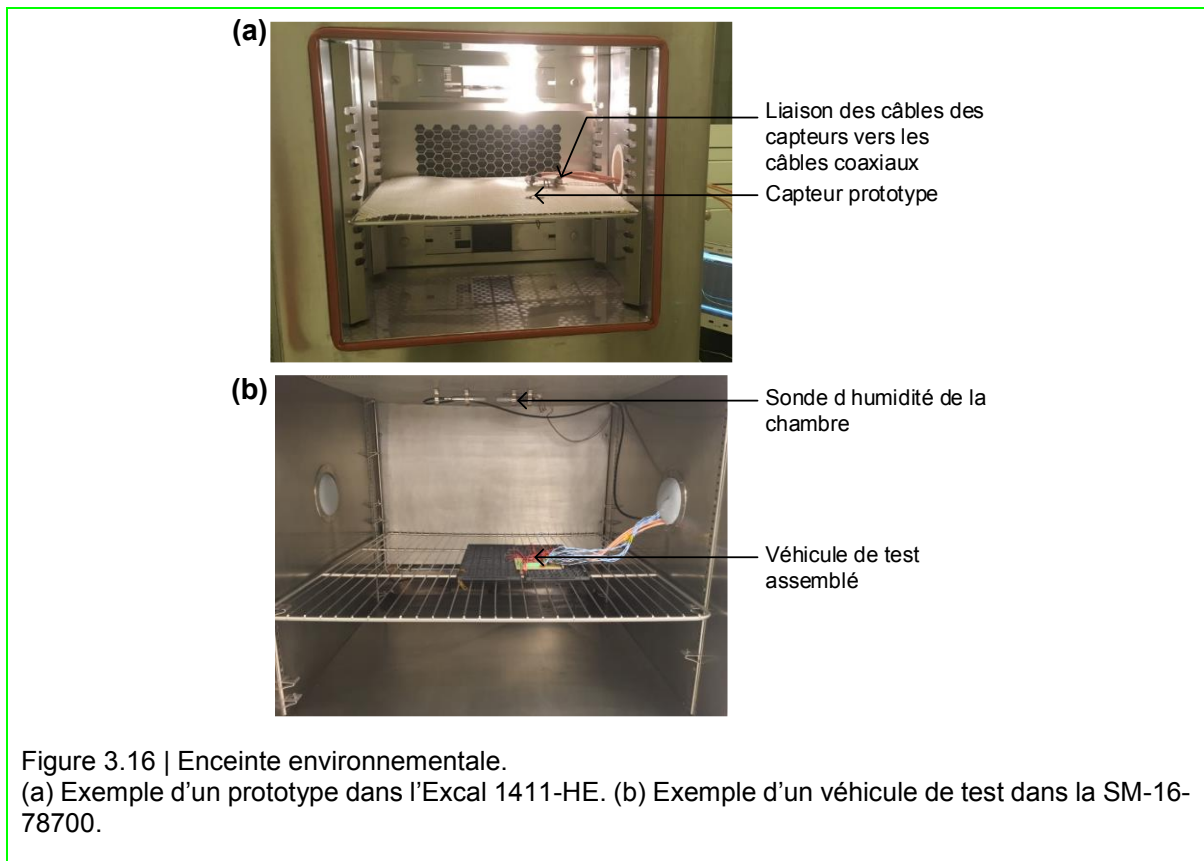 (a)
Liaison des câbles des
capteurs vers les
câbles coaxiaux
Capteur prototype
(b)
Sonde d humidité de la
chambre
Véhicule de test
assemblé
Figure 3.16 | Enceinte environnementale.
(a) Exemple d’un prototype dans l’Excal 1411-HE. (b) Exemple d’un véhicule de test dans la SM-16-
78700.